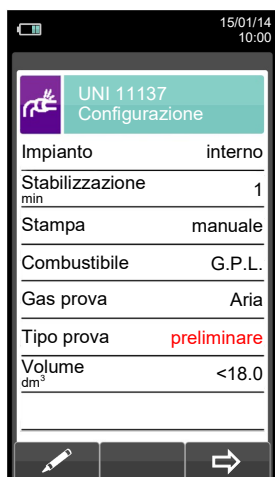 15/01/14
10:00
UNI 11137
Configurazione
Impianto interno
Stabilizzazione 1
min
Stampa manuale
Combustibile G.P.L.
Gas prova Aria
Tipo prova preliminare
Volume <18.0
dm³